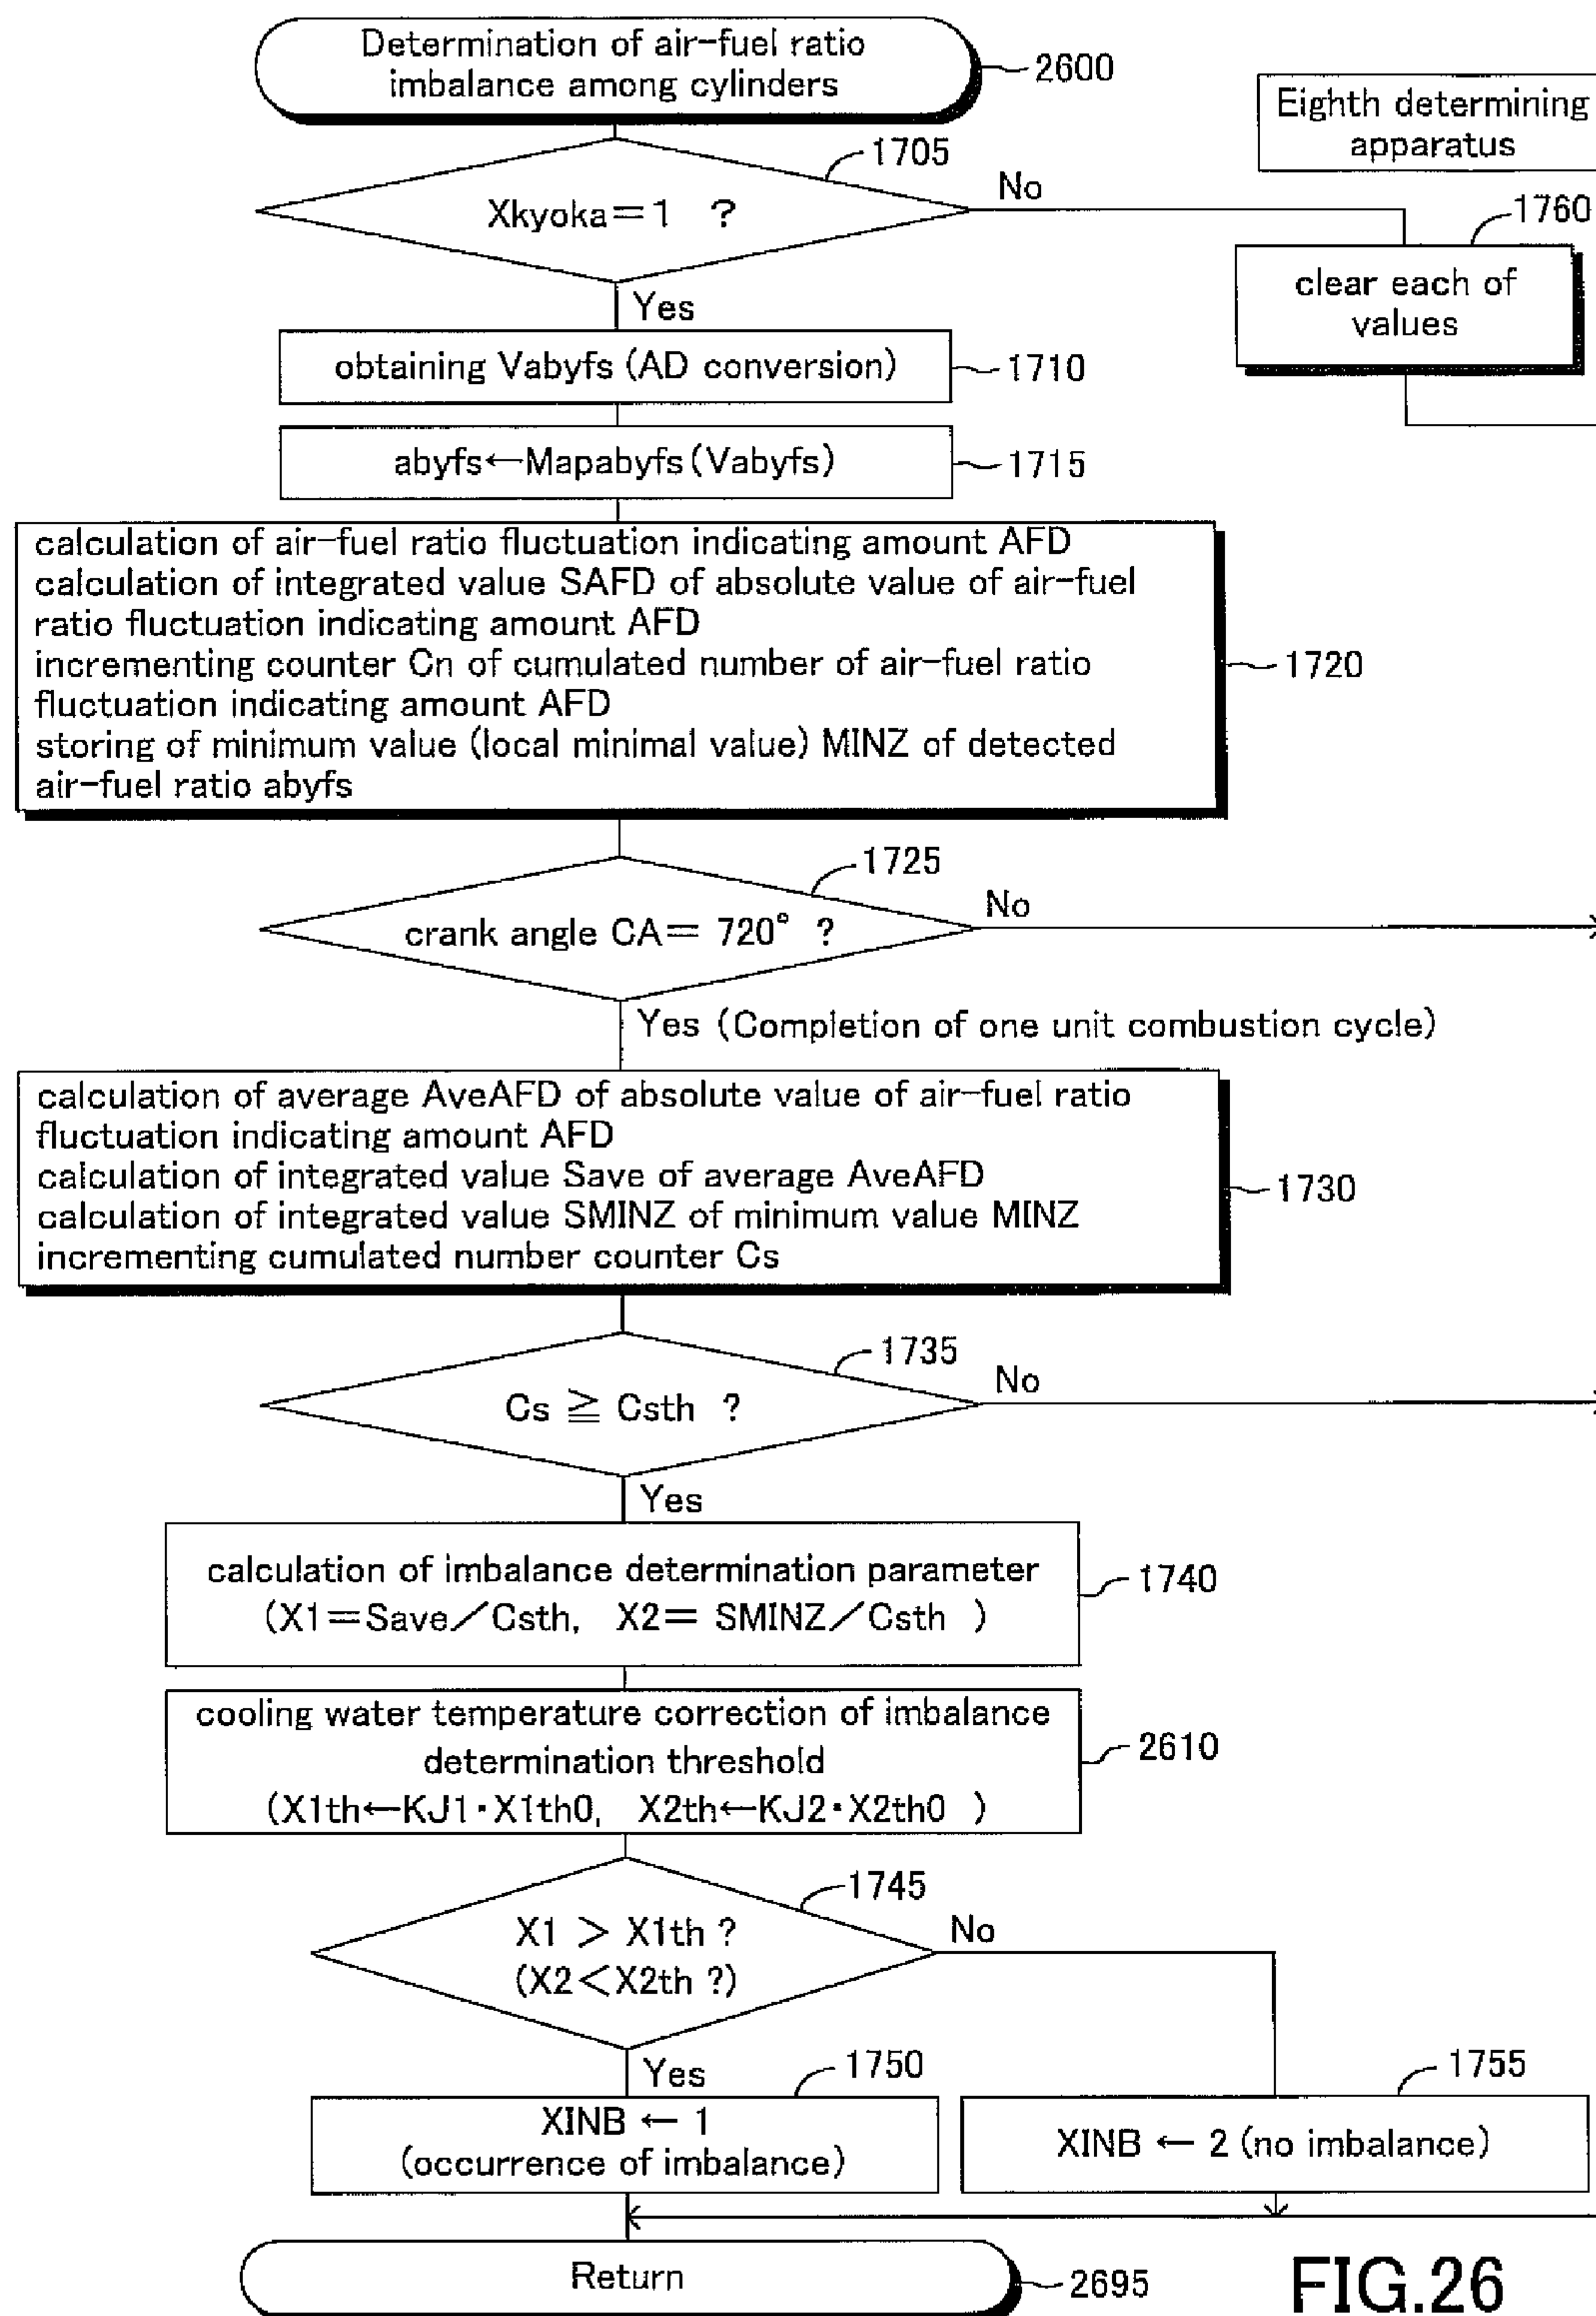 Determination of air-fuel ratio
imbalance among cylinders
2600
Eighth determining
apparatus
1705
Xkyoka=1 ?
No
1760
clear each of
values
Yes
obtaining Vabyfs (AD conversion)
1710
abyfs←Mapabyfs(Vabyfs)
1715
calculation of air-fuel ratio fluctuation indicating amount AFD
calculation of integrated value SAFD of absolute value of air-fuel
ratio fluctuation indicating amount AFD
incrementing counter Cn of cumulated number of air-fuel ratio
fluctuation indicating amount AFD
storing of minimum value (local minimal value) MINZ of detected
air-fuel ratio abyfs
1720
1725
crank angle CA= 720° ?
No
Yes (Completion of one unit combustion cycle)
calculation of average AveAFD of absolute value of air-fuel ratio
fluctuation indicating amount AFD
calculation of integrated value Save of average AveAFD
calculation of integrated value SMINZ of minimum value MINZ
incrementing cumulated number counter Cs
1730
1735
Cs ≧ Csth ?
No
Yes
calculation of imbalance determination parameter
(X1=Save／Csth, X2= SMINZ／Csth )
1740
cooling water temperature correction of imbalance
determination threshold
(X1th←KJ1・X1th0, X2th←KJ2・X2th0 )
2610
1745
X1 > X1th ?
(X2<X2th ?)
No
Yes
1750
XINB ← 1
(occurrence of imbalance)
1755
XINB ← 2 (no imbalance)
Return
2695
FIG.26